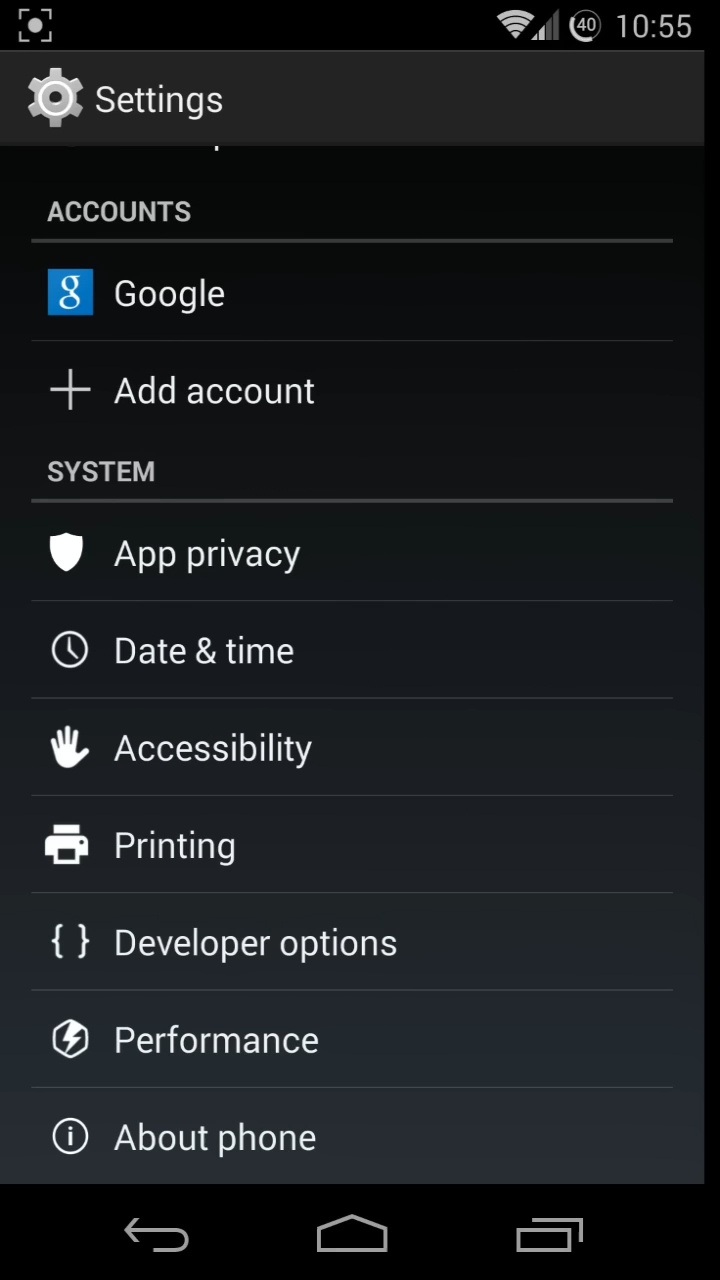 40 10:55
Settings
ACCOUNTS
g Google
Add account
SYSTEM
App privacy
Date & time
Accessibility
Printing
{ } Developer options
Performance
i About phone